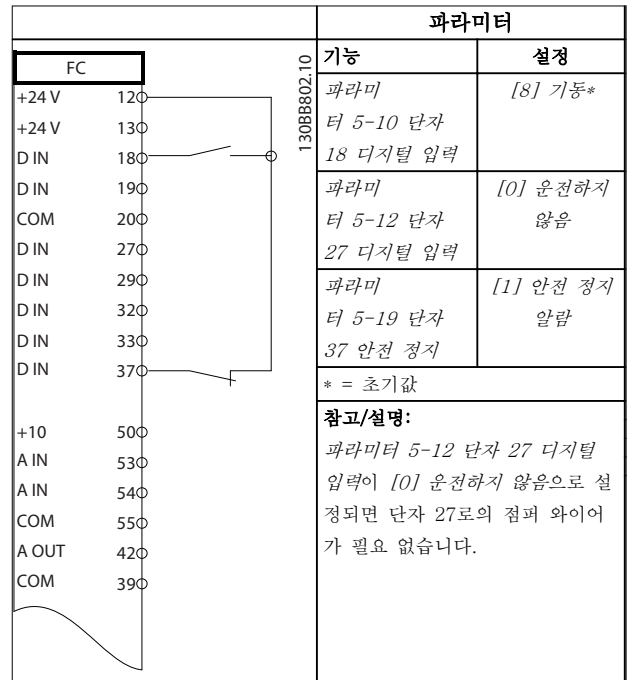 FC
+24 V 12
+24 V 13
D IN 18
D IN 19
COM 20
D IN 27
D IN 29
D IN 32
D IN 33
D IN 37
+10 50
A IN 53
A IN 54
COM 55
A OUT 42
COM 39
130BB802.10
파라미터
기능 설정
파라미 [8] 기동*
터 5-10 단자
18 디지털 입력
파라미 [0] 운전하지
터 5-12 단자 않음
27 디지털 입력
파라미 [1] 안전 정지
터 5-19 단자 알람
37 안전 정지
* = 초기값
참고/설명:
파라미터 5-12 단자 27 디지털
입력이 [0] 운전하지 않음으로 설
정되면 단자 27로의 점퍼 와이어
가 필요 없습니다.